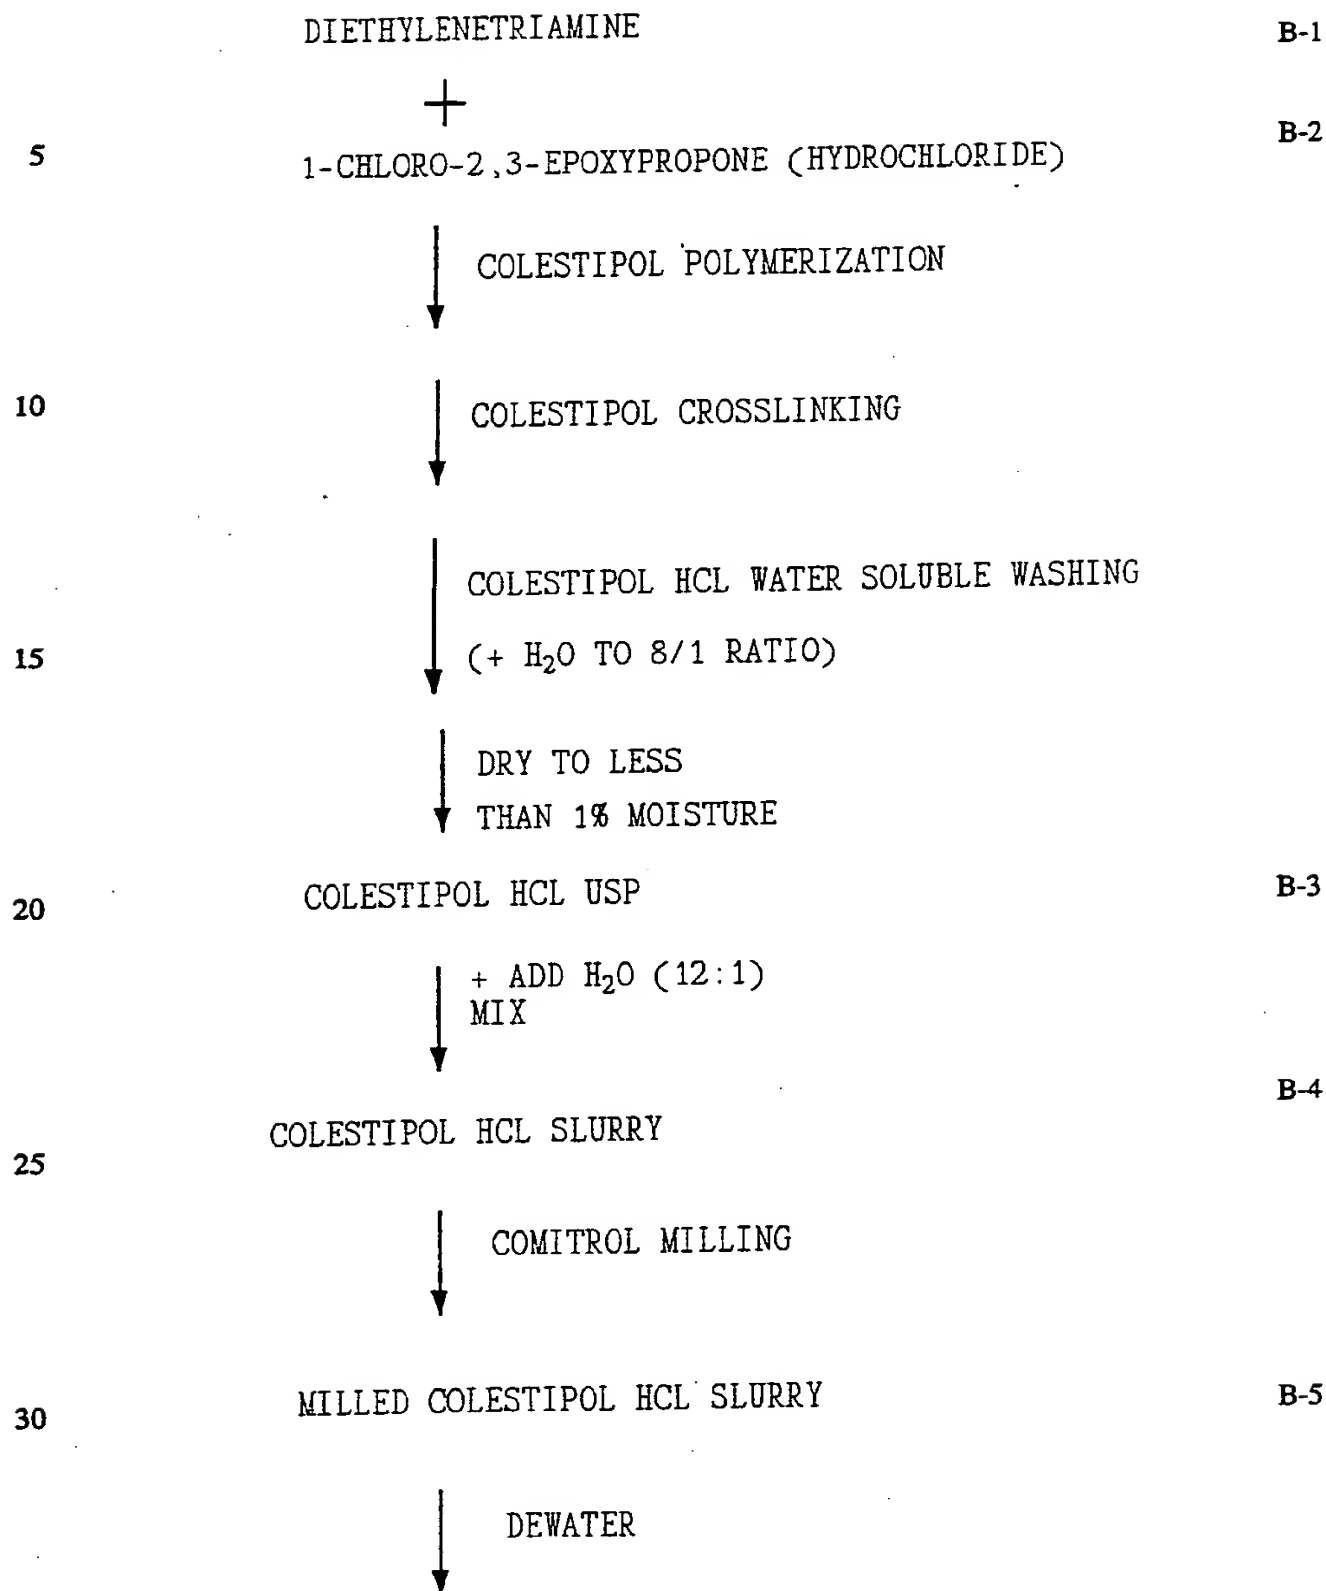 DIETHYLENETRIAMINE B-1
+
B-2
5 1-CHLORO-2,3-EPOXYPROPONE (HYDROCHLORIDE)
COLESTIPOL POLYMERIZATION
10 COLESTIPOL CROSSLINKING
COLESTIPOL HCL WATER SOLUBLE WASHING
15 (+ H₂O TO 8/1 RATIO)
DRY TO LESS
THAN 1% MOISTURE
20 COLESTIPOL HCL USP B-3
+ ADD H₂O (12:1)
MIX
B-4
COLESTIPOL HCL SLURRY
25
COMITROL MILLING
30 MILLED COLESTIPOL HCL SLURRY B-5
DEWATER